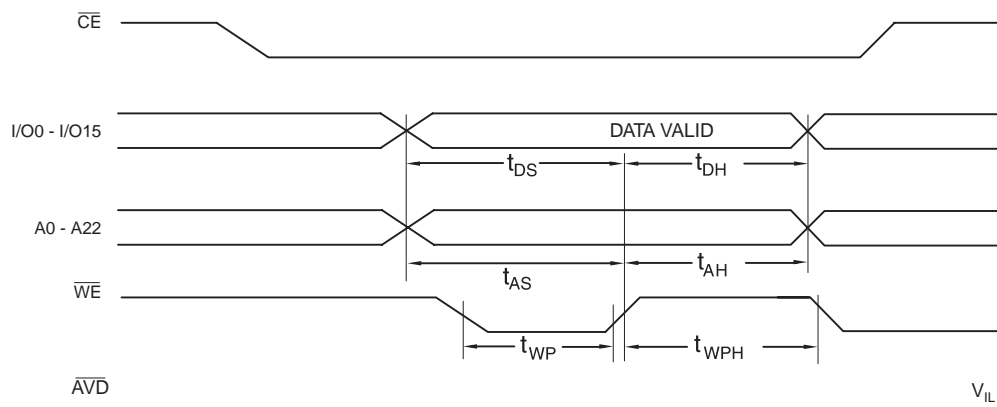 CE
I/O0 - I/O15
DATA VALID
tDS
tDH
A0 - A22
tAS
tAH
WE
tWP
tWPH
AVD
VIL